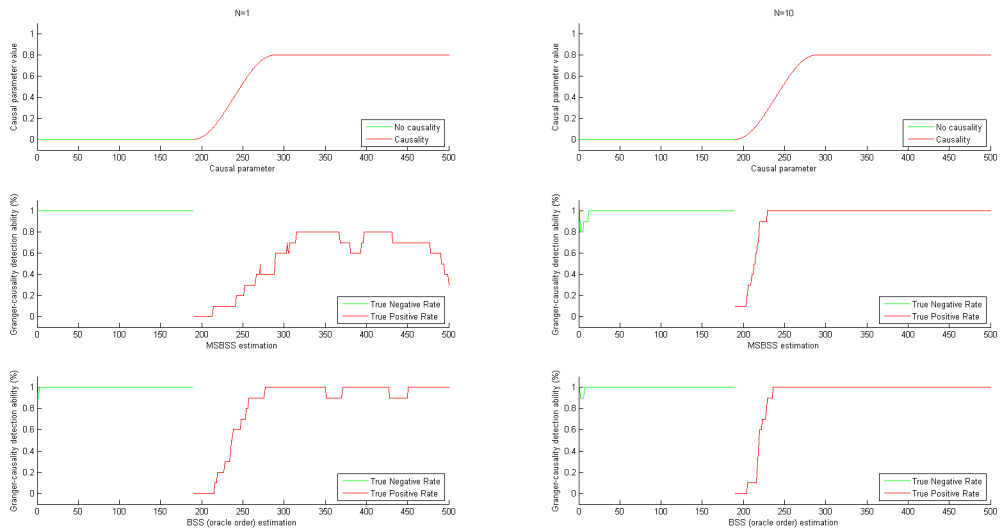 N=1
Causal parameter value
1
0.8
0.6
0.4
0.2
0
0 50 100 150 200 250 300 350 400 450 500
No causality
Causality
Causal parameter
Granger-causality detection ability (%)
1
0.8
0.6
0.4
0.2
0
0 50 100 150 200 250 300 350 400 450 500
True Negative Rate
True Positive Rate
MSBSS estimation
Granger-causality detection ability (%)
1
0.8
0.6
0.4
0.2
0
0 50 100 150 200 250 300 350 400 450 500
True Negative Rate
True Positive Rate
BSS (oracle order) estimation
N=10
Causal parameter value
1
0.8
0.6
0.4
0.2
0
0 50 100 150 200 250 300 350 400 450 500
No causality
Causality
Causal parameter
Granger-causality detection ability (%)
1
0.8
0.6
0.4
0.2
0
0 50 100 150 200 250 300 350 400 450 500
True Negative Rate
True Positive Rate
MSBSS estimation
Granger-causality detection ability (%)
1
0.8
0.6
0.4
0.2
0
0 50 100 150 200 250 300 350 400 450 500
True Negative Rate
True Positive Rate
BSS (oracle order) estimation